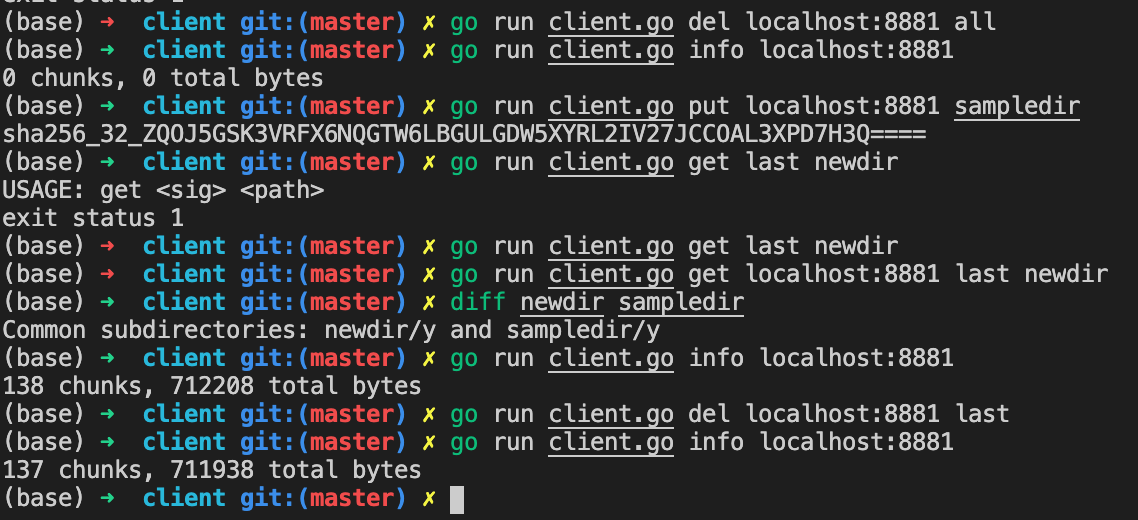 exit status 1
(base) ➜ client git:(master) ✗ go run client.go del localhost:8881 all
(base) ➜ client git:(master) ✗ go run client.go info localhost:8881
0 chunks, 0 total bytes
(base) ➜ client git:(master) ✗ go run client.go put localhost:8881 sampledir
sha256_32_ZQOJ5GSK3VRFX6NQGTW6LBGULGDW5XYRL2IV27JCCOAL3XPD7H3Q====
(base) ➜ client git:(master) ✗ go run client.go get last newdir
USAGE: get <sig> <path>
exit status 1
(base) ➜ client git:(master) ✗ go run client.go get last newdir
(base) ➜ client git:(master) ✗ go run client.go get localhost:8881 last newdir
(base) ➜ client git:(master) ✗ diff newdir sampledir
Common subdirectories: newdir/y and sampledir/y
(base) ➜ client git:(master) ✗ go run client.go info localhost:8881
138 chunks, 712208 total bytes
(base) ➜ client git:(master) ✗ go run client.go del localhost:8881 last
(base) ➜ client git:(master) ✗ go run client.go info localhost:8881
137 chunks, 711938 total bytes
(base) ➜ client git:(master) ✗